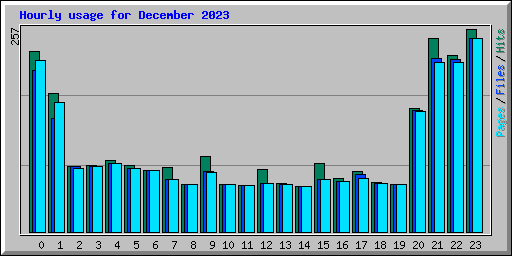 Hourly usage for December 2023
257
Pages/Files/Hits
0 1 2 3 4 5 6 7 8 9 10 11 12 13 14 15 16 17 18 19 20 21 22 23